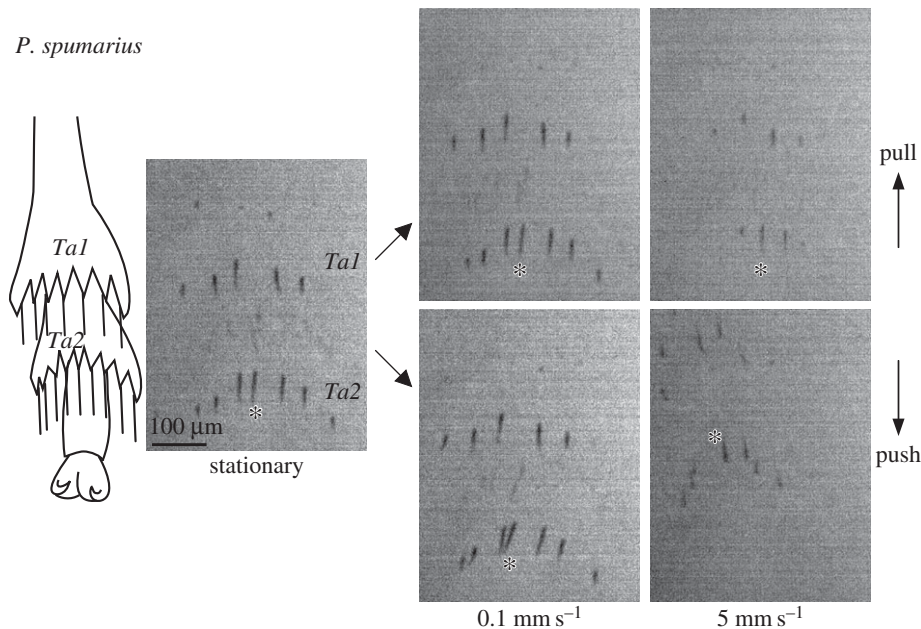 P. spumarius
Ta1
Ta2
Ta1
Ta2
*
100 μm
stationary
*
*
*
*
pull
push
0.1 mm s⁻¹
5 mm s⁻¹